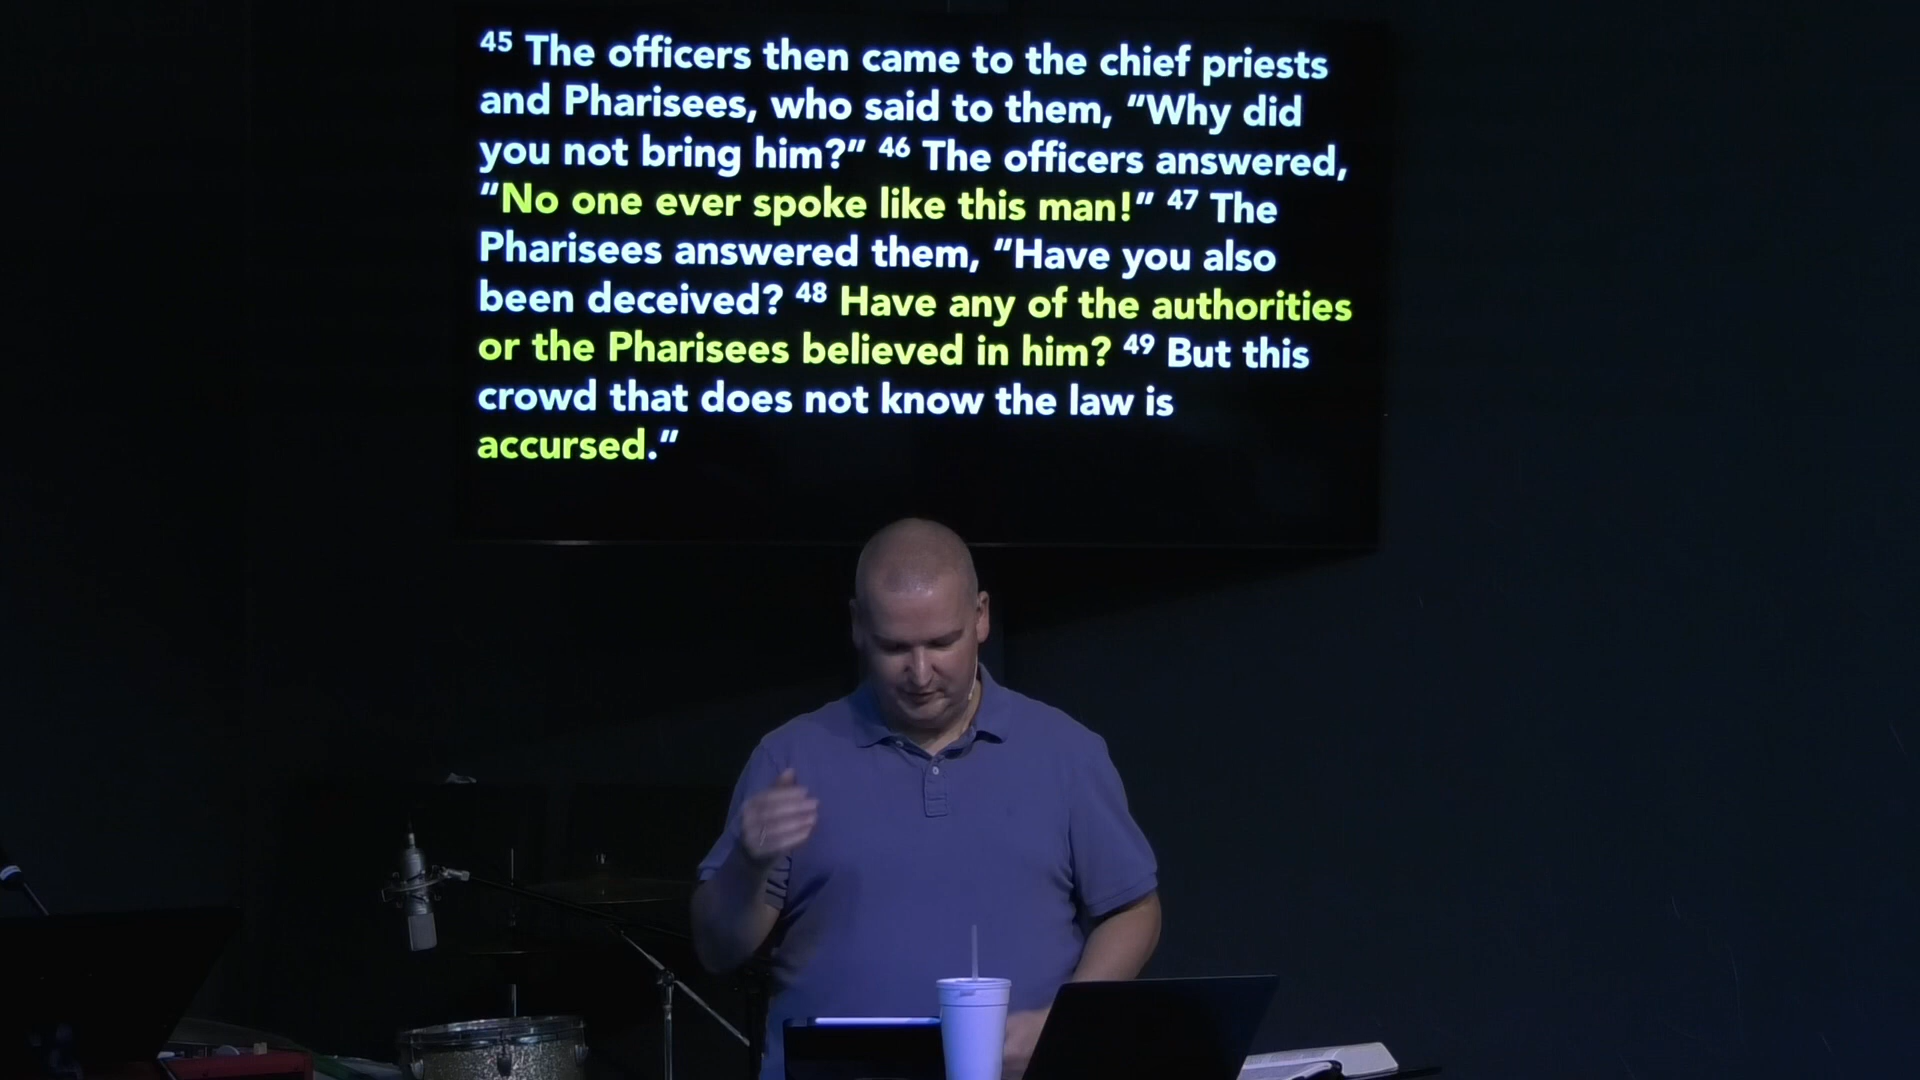 45 The officers then came to the chief priests
and Pharisees, who said to them, “Why did
you not bring him?” 46 The officers answered,
“No one ever spoke like this man!” 47 The
Pharisees answered them, “Have you also
been deceived? 48 Have any of the authorities
or the Pharisees believed in him? 49 But this
crowd that does not know the law is
accursed.”